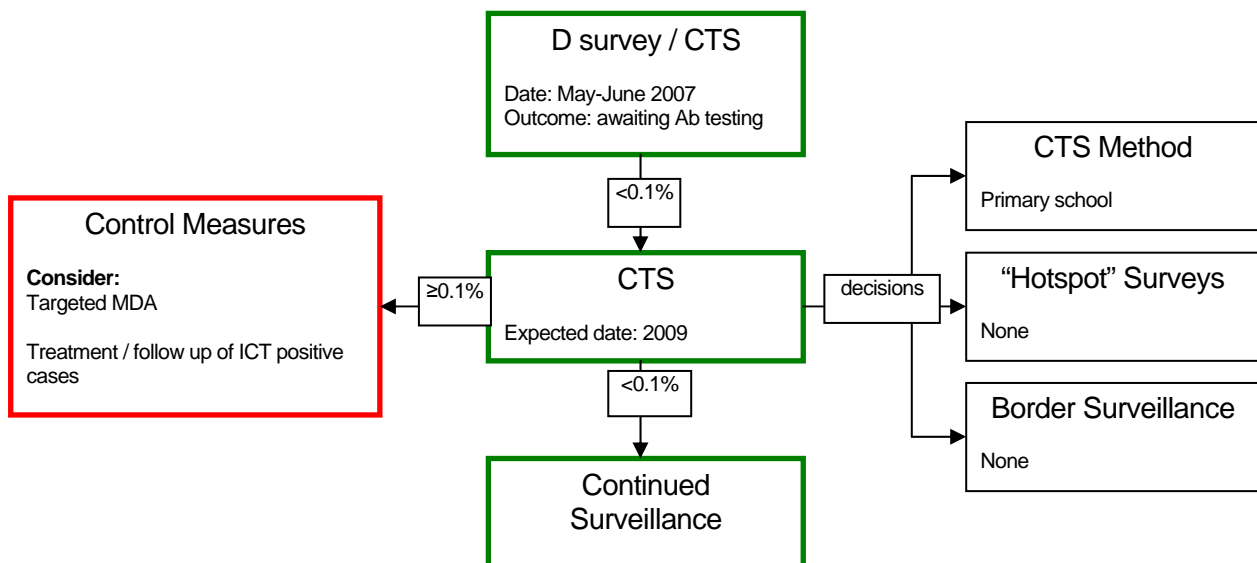 D survey / CTS
Date: May-June 2007
Outcome: awaiting Ab testing
<0.1%
Control Measures
Consider:
Targeted MDA
Treatment / follow up of ICT positive
cases
≥0.1%
CTS
Expected date: 2009
decisions
CTS Method
Primary school
“Hotspot” Surveys
None
Border Surveillance
None
<0.1%
Continued
Surveillance